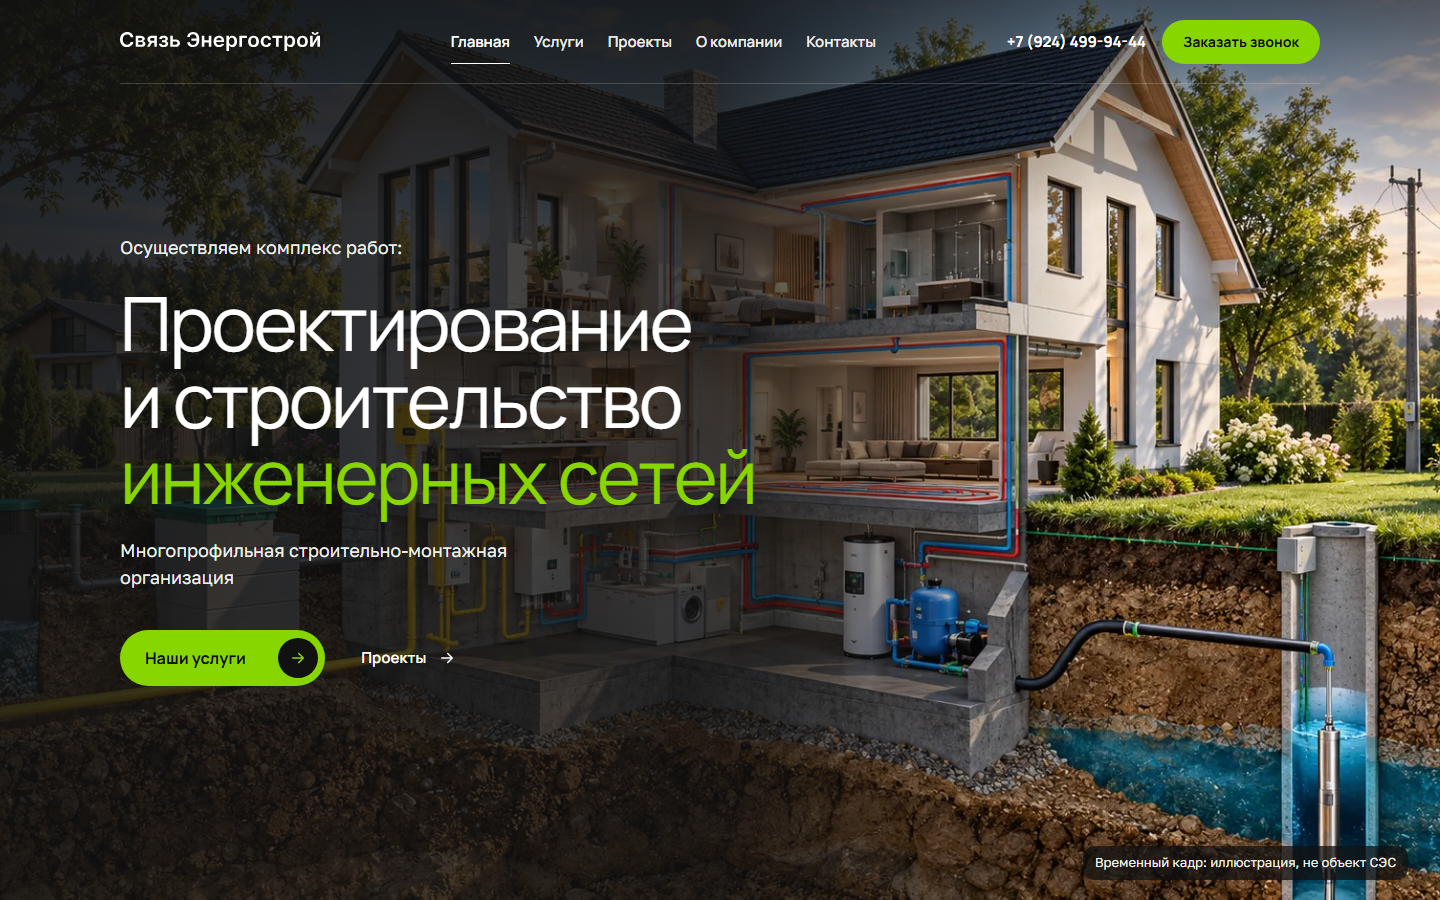 Связь Энергострой
Главная
Услуги
Проекты
О компании
Контакты
+7 (924) 499-94-44
Заказать звонок
Осуществляем комплекс работ:
Проектирование
и строительство
инженерных сетей
Многопрофильная строительно-монтажная
организация
Наши услуги →
Проекты →
Временный кадр: иллюстрация, не объект СЭС